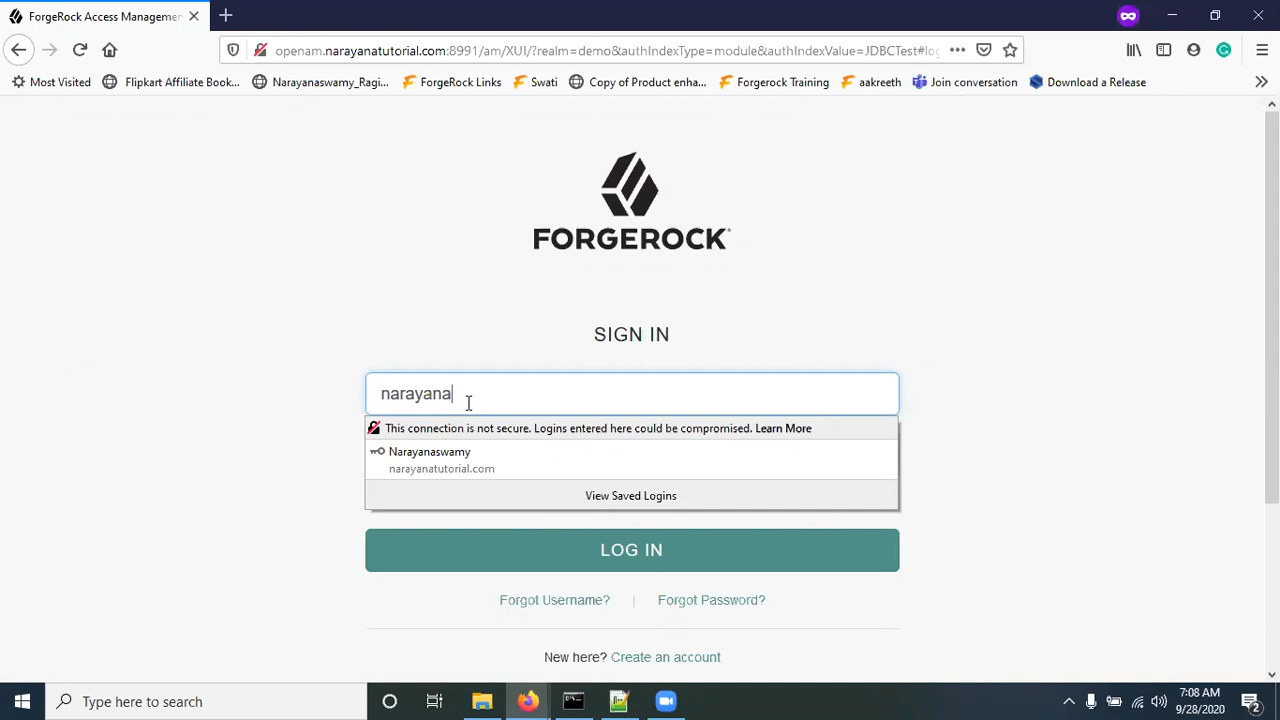 ForgeRock Access Managemen
openam.narayanatutorial.com:8991/am/XUI/?realm=demo&authIndexType=module&authIndexValue=JDBCTest#log
Most Visited Flipkart Affiliate Book... Narayanaswamy_Ragi... ForgeRock Links Swati Copy of Product enha... Forgerock Training aakreeth Join conversation Download a Release
FORGEROCK
SIGN IN
narayana
This connection is not secure. Logins entered here could be compromised. Learn More
Narayanaswamy
narayanatutorial.com
View Saved Logins
LOG IN
Forgot Username? | Forgot Password?
New here? Create an account
Type here to search
7:08 AM
9/28/2020
2